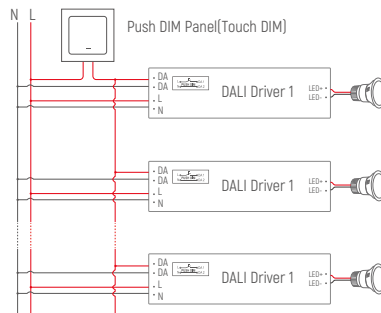 N L
Push DIM Panel(Touch DIM)
DA
DA
L
N
DALI Driver 1
LED+
LED-
DA
DA
L
N
DALI Driver 1
LED+
LED-
DA
DA
L
N
DALI Driver 1
LED+
LED-